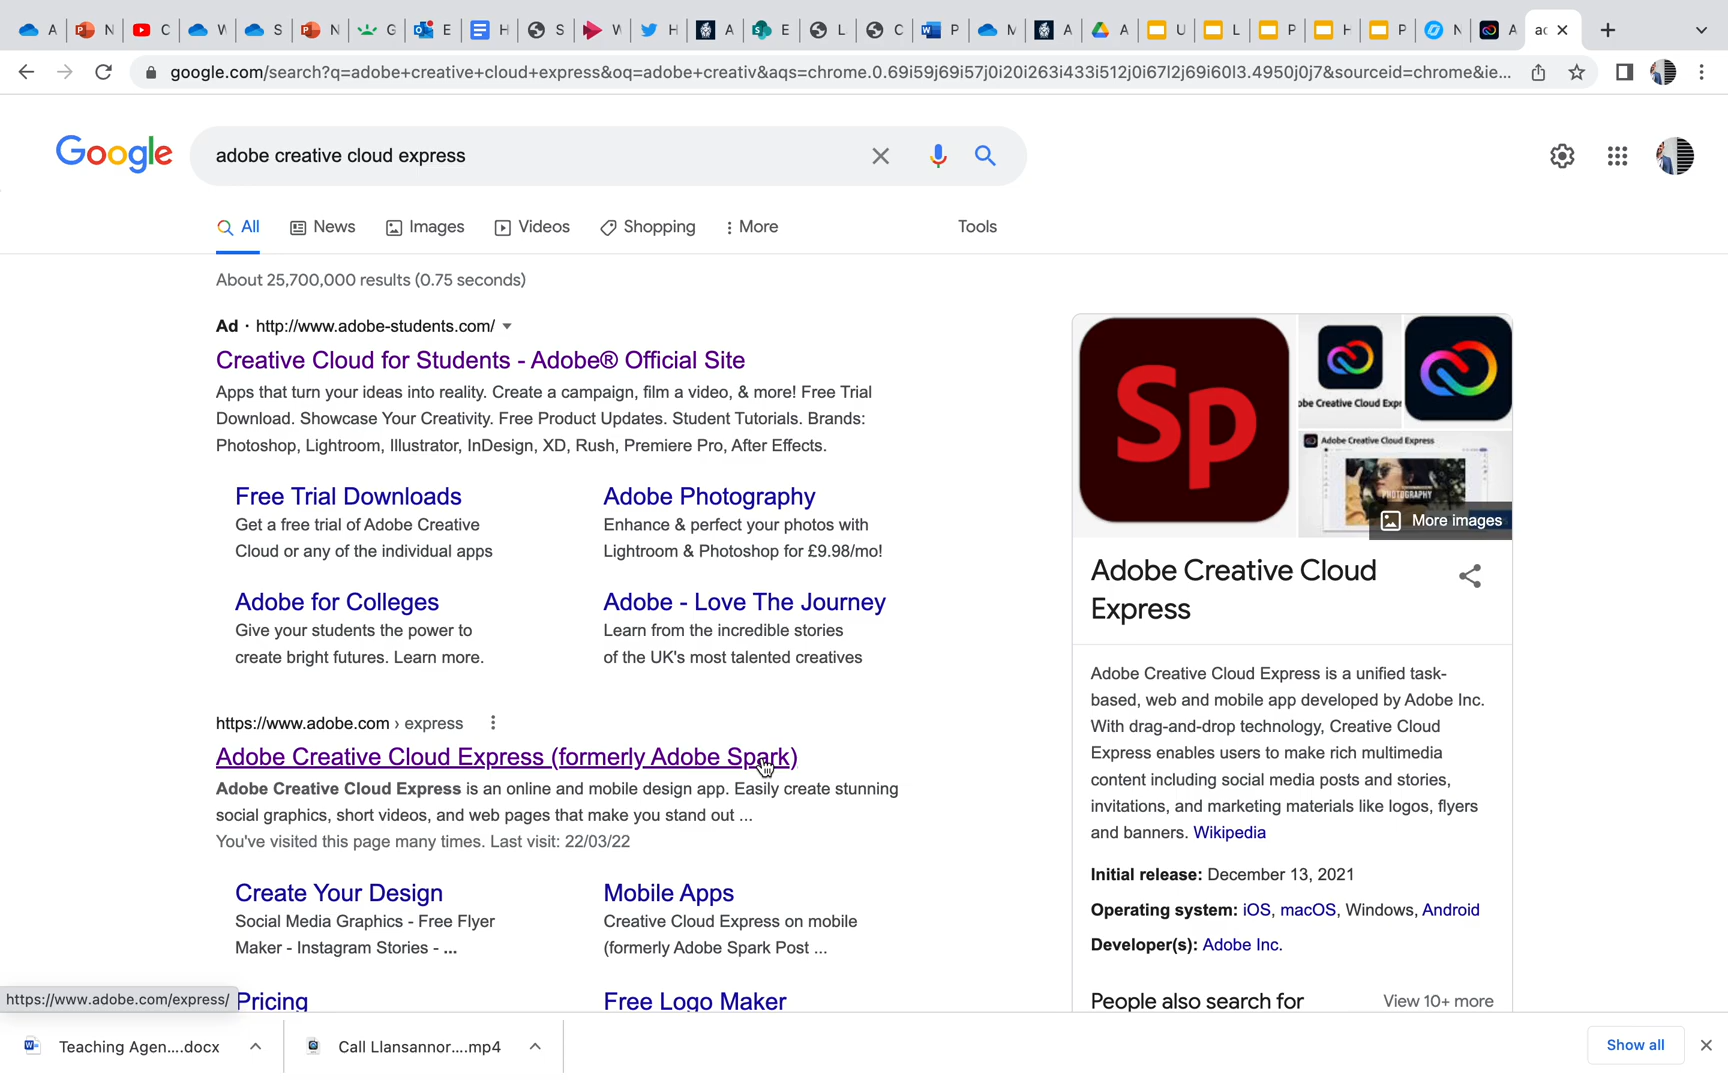 A N C W S N G E H S W H A E L C P M A A U L P H P N A ac
google.com/search?q=adobe+creative+cloud+express&oq=adobe+creativ&aqs=chrome.0.69i59j69i57j0i20i263i433i512j0i67l2j69i60l3.4950j0j7&sourceid=chrome&ie...
Google adobe creative cloud express
All News Images Videos Shopping More Tools
About 25,700,000 results (0.75 seconds)
Ad · http://www.adobe-students.com/
Creative Cloud for Students - Adobe® Official Site
Apps that turn your ideas into reality. Create a campaign, film a video, & more! Free Trial
Download. Showcase Your Creativity. Free Product Updates. Student Tutorials. Brands:
Photoshop, Lightroom, Illustrator, InDesign, XD, Rush, Premiere Pro, After Effects.
Free Trial Downloads
Get a free trial of Adobe Creative
Cloud or any of the individual apps
Adobe Photography
Enhance & perfect your photos with
Lightroom & Photoshop for £9.98/mo!
Adobe for Colleges
Give your students the power to
create bright futures. Learn more.
Adobe - Love The Journey
Learn from the incredible stories
of the UK's most talented creatives
https://www.adobe.com › express
Adobe Creative Cloud Express (formerly Adobe Spark)
Adobe Creative Cloud Express is an online and mobile design app. Easily create stunning
social graphics, short videos, and web pages that make you stand out ...
You've visited this page many times. Last visit: 22/03/22
Create Your Design
Social Media Graphics - Free Flyer
Maker - Instagram Stories - ...
Mobile Apps
Creative Cloud Express on mobile
(formerly Adobe Spark Post ...
Pricing
Free Logo Maker
https://www.adobe.com/express/
Sp
obe Creative Cloud Expr
Adobe Creative Cloud Express
PHOTOGRAPHY
More images
Adobe Creative Cloud
Express
Adobe Creative Cloud Express is a unified task-
based, web and mobile app developed by Adobe Inc.
With drag-and-drop technology, Creative Cloud
Express enables users to make rich multimedia
content including social media posts and stories,
invitations, and marketing materials like logos, flyers
and banners. Wikipedia
Initial release: December 13, 2021
Operating system: iOS, macOS, Windows, Android
Developer(s): Adobe Inc.
People also search for View 10+ more
Teaching Agen....docx Call Llansannor....mp4 Show all